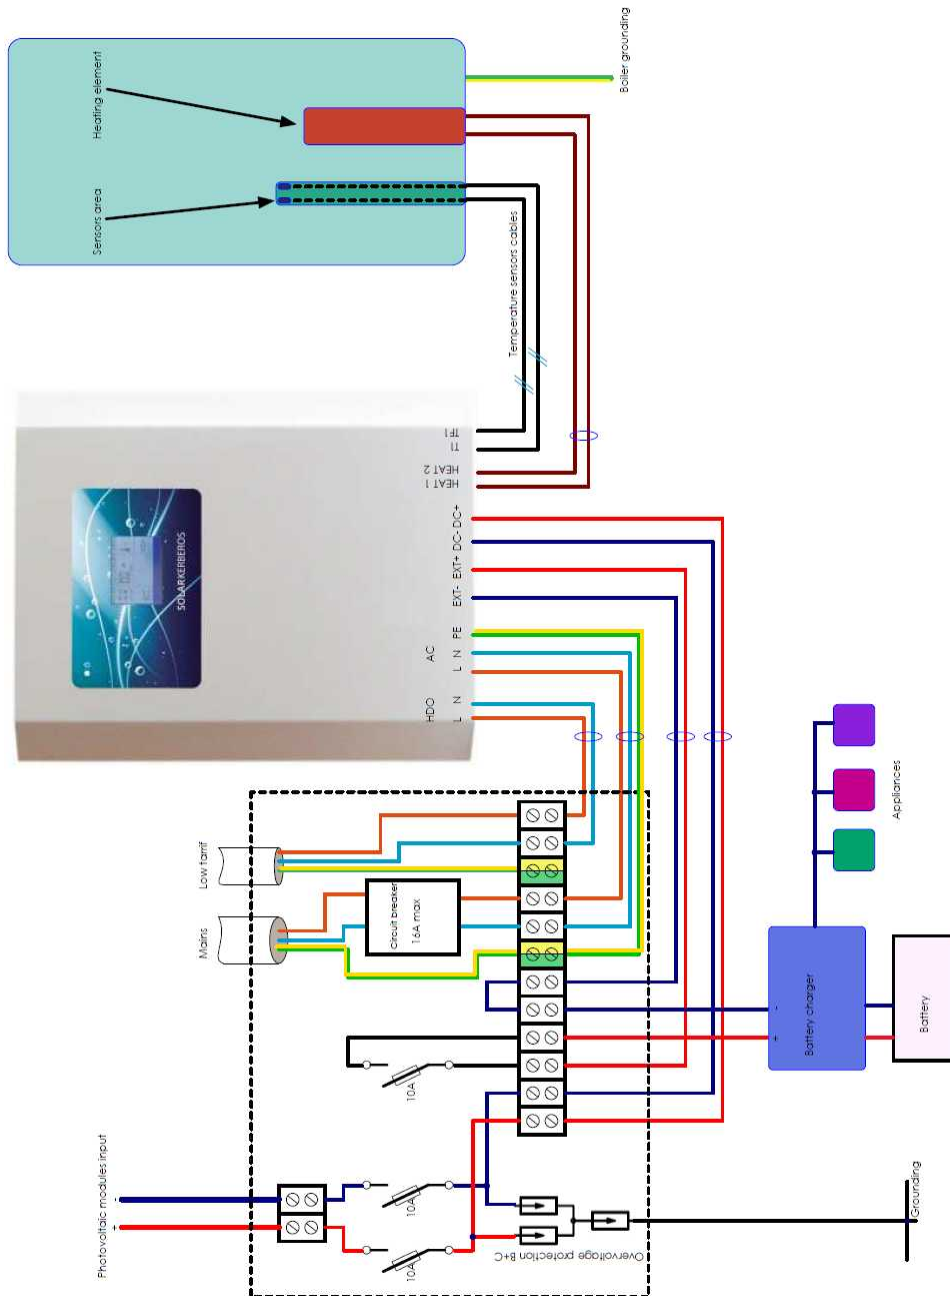 Boiler grounding
Heating element
Sensors area
Temperature sensors cables
TF1
T1
HEAT 2
HEAT 1
DC+
DC-
EXT+
EXT-
PE
N
L
AC
N
L
HDO
SOLARKERBEROS
Low tarrif
Mains
Circuit breaker
16A max
Appliances
Battery charger
+
-
Battery
10A
Photovoltaic modules input
-
+
10A
10A
Overvoltage protection B+C
Grounding